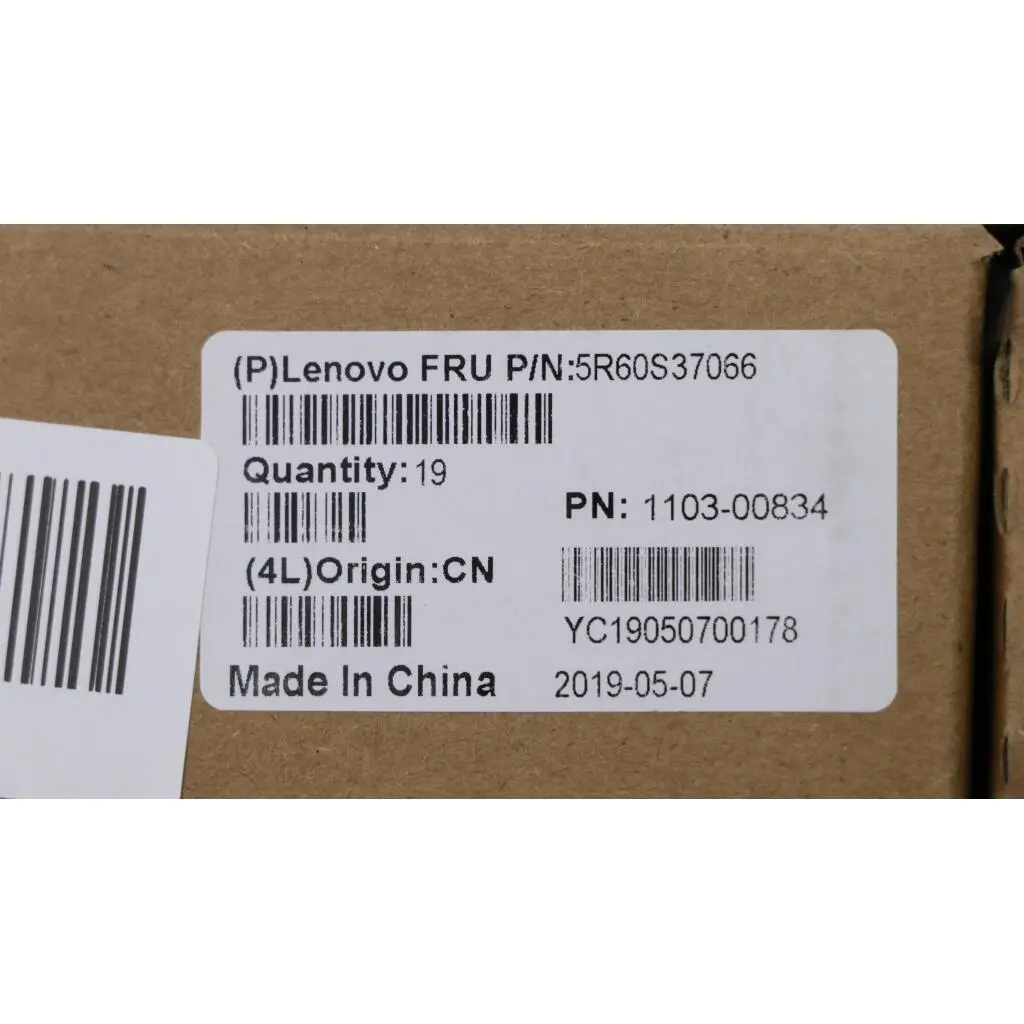 (P)Lenovo FRU P/N:5R60S37066
Quantity:19
PN: 1103-00834
(4L)Origin:CN
YC19050700178
Made In China 2019-05-07